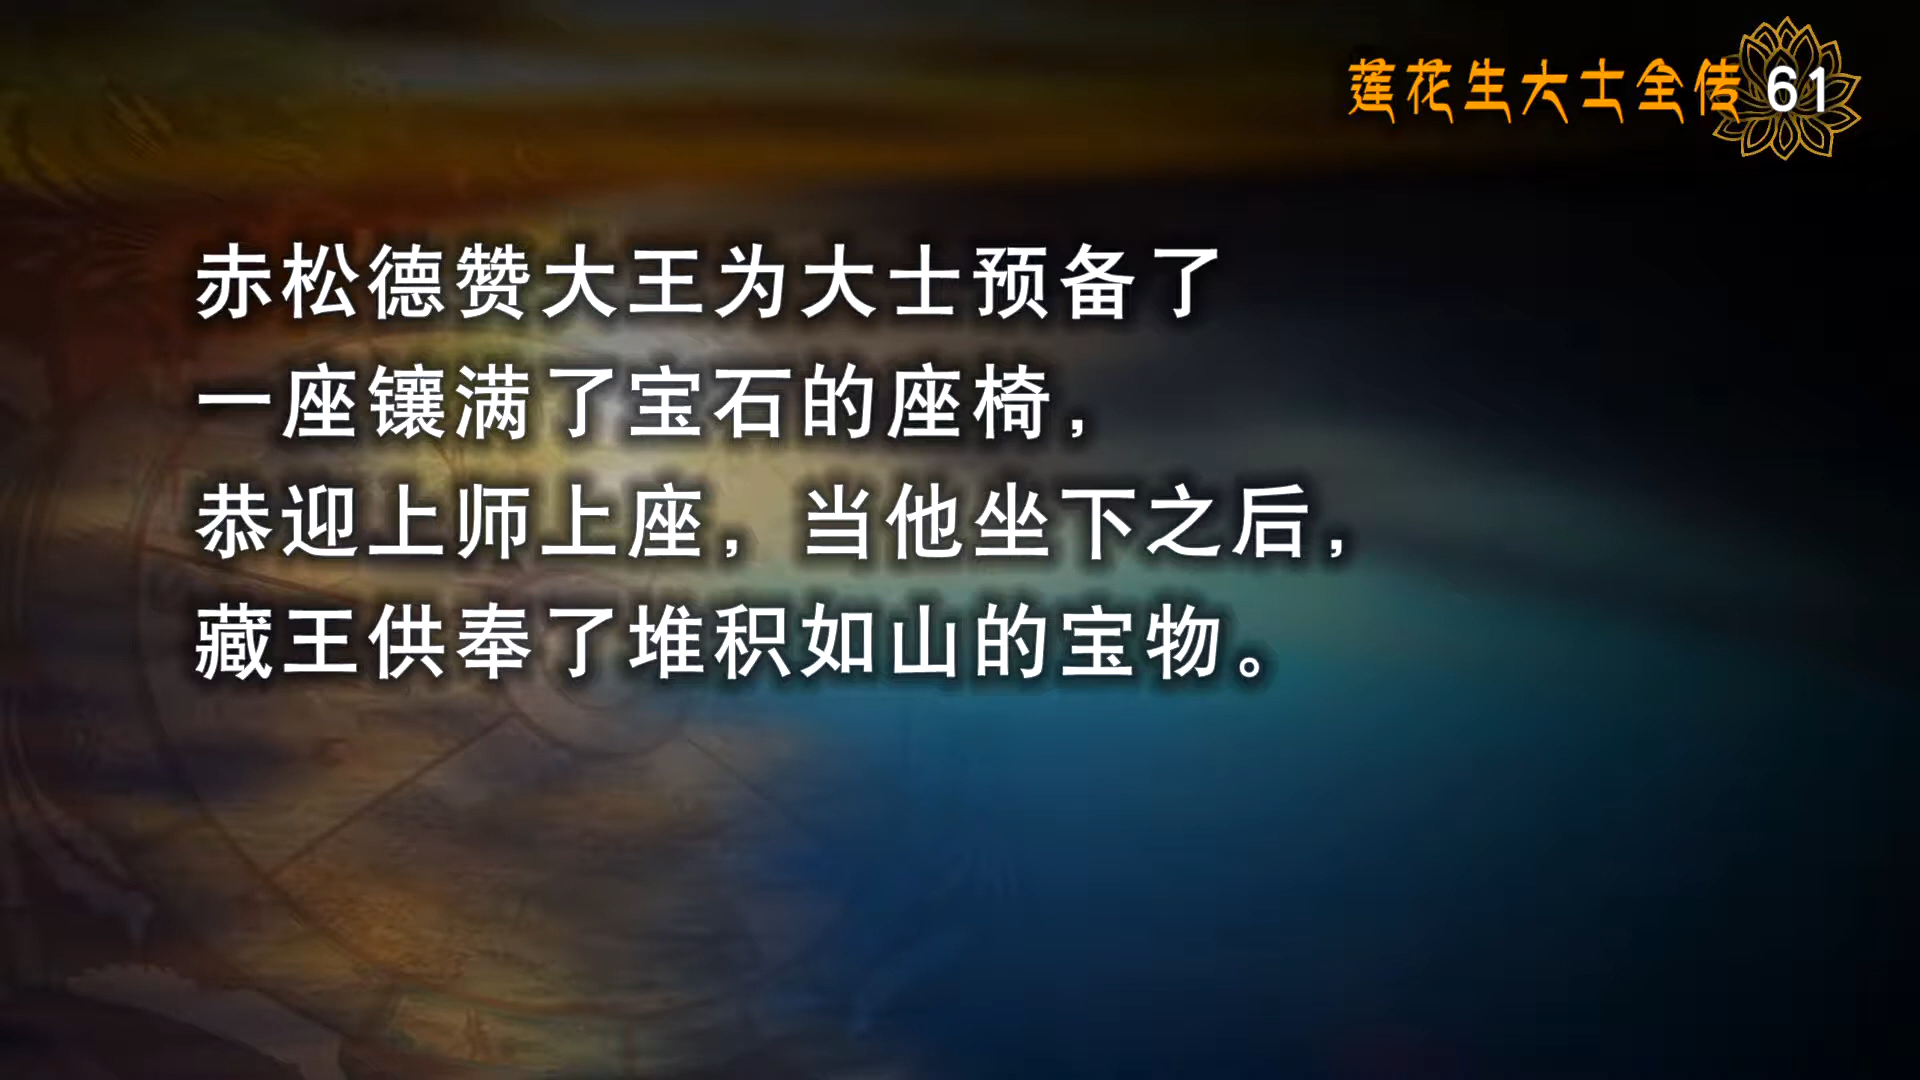 莲花生大士全传 61
赤松德赞大王为大士预备了
一座镶满了宝石的座椅，
恭迎上师上座，当他坐下之后，
藏王供奉了堆积如山的宝物。